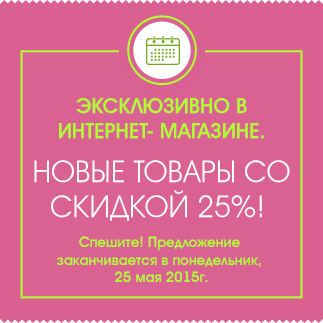 ЭКСКЛЮЗИВНО В
ИНТЕРНЕТ- МАГАЗИНЕ.
НОВЫЕ ТОВАРЫ СО
СКИДКОЙ 25%!
Спешите! Предложение
заканчивается в понедельник,
25 мая 2015г.